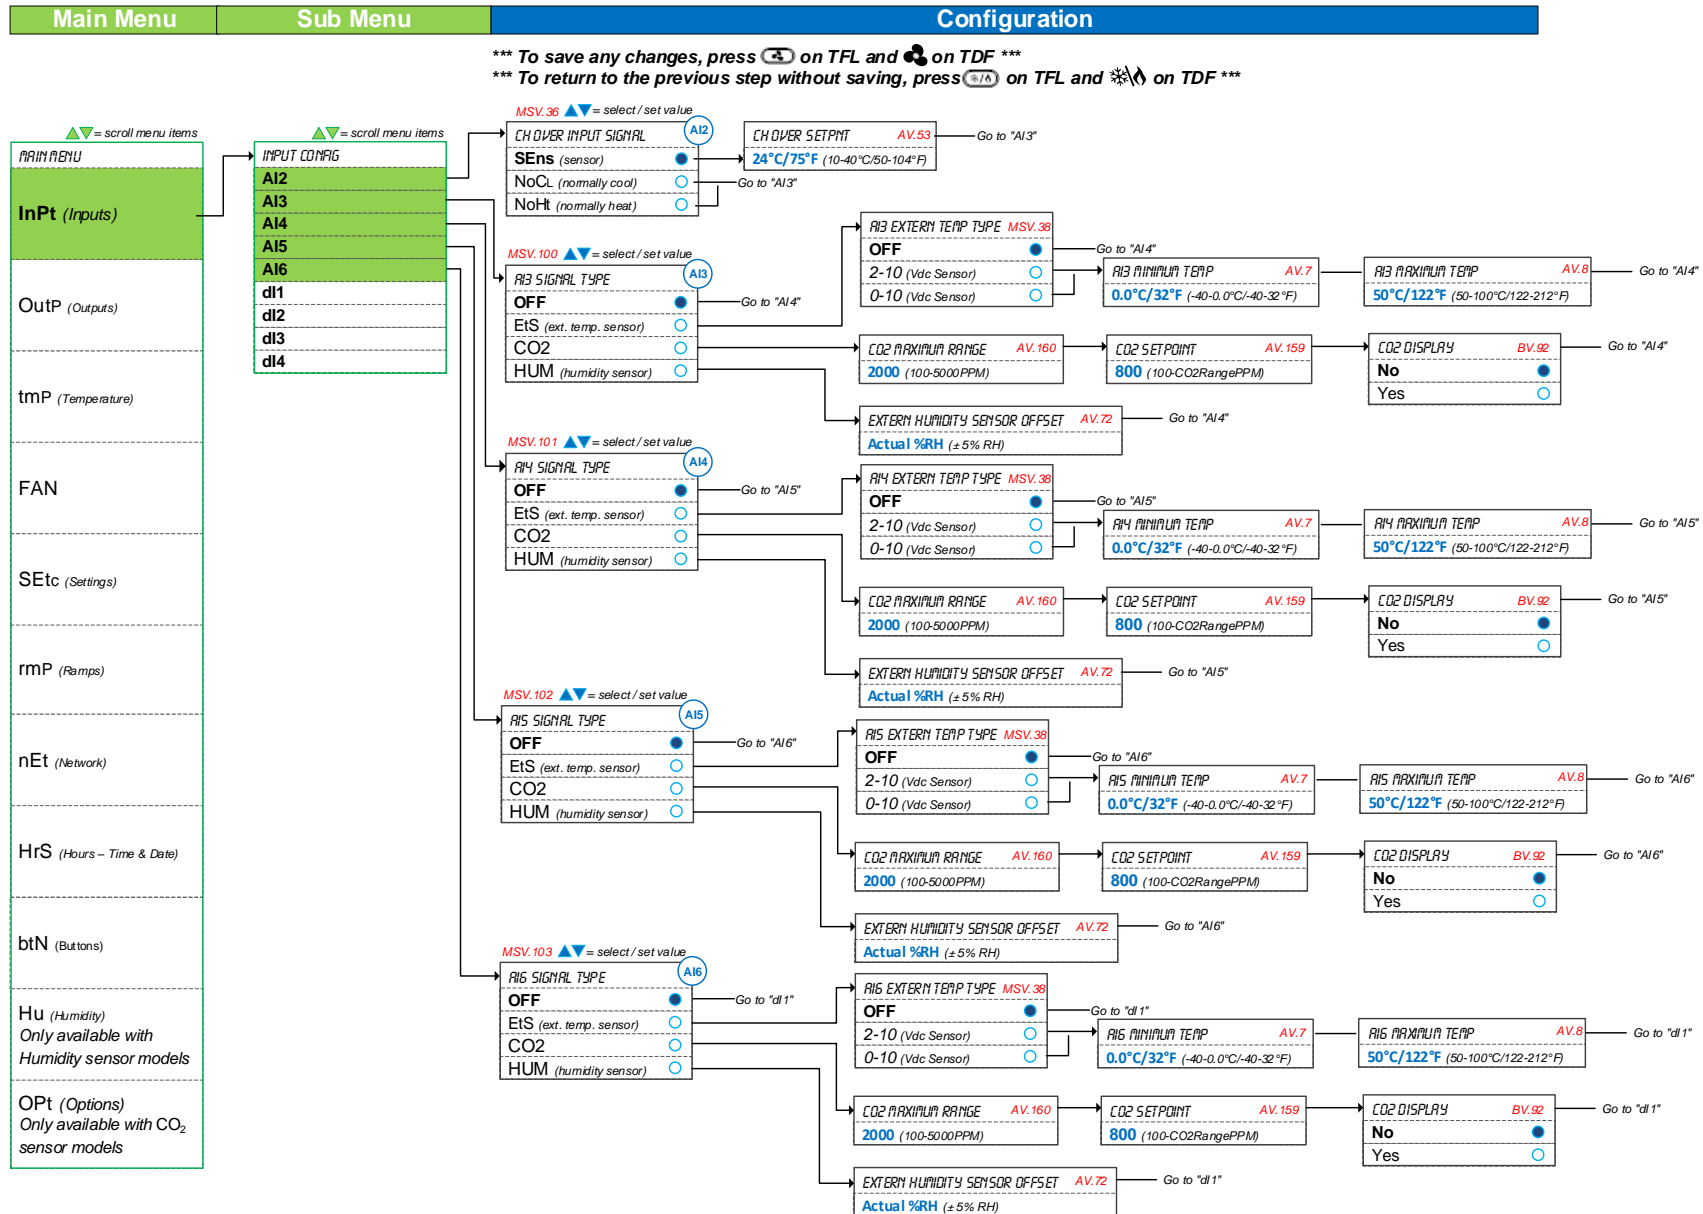 Main Menu
Sub Menu
Configuration
*** To save any changes, press on TFL and on TDF ***
*** To return to the previous step without saving, press on TFL and on TDF ***
▲▼ = scroll menu items
MAIN MENU
InPt (Inputs)
OutP (Outputs)
tmP (Temperature)
FAN
SEtc (Settings)
rmP (Ramps)
nEt (Network)
HrS (Hours – Time & Date)
btN (Buttons)
Hu (Humidity)
Only available with
Humidity sensor models
OPt (Options)
Only available with CO₂
sensor models
▲▼ = scroll menu items
INPUT CONFIG
AI2
AI3
AI4
AI5
AI6
dI1
dI2
dI3
dI4
MSV.36 ▲▼ = select / set value
CH OVER INPUT SIGNAL
AI2
SEns (sensor)
NoCL (normally cool)
NoHt (normally heat)
Go to "AI3"
CH OVER SETPNT AV.53
24°C/75°F (10-40°C/50-104°F)
Go to "AI3"
MSV.100 ▲▼ = select / set value
AI3 SIGNAL TYPE
AI3
OFF
Go to "AI4"
EtS (ext. temp. sensor)
CO2
HUM (humidity sensor)
AI3 EXTERN TEMP TYPE MSV.38
OFF
Go to "AI4"
2-10 (Vdc Sensor)
0-10 (Vdc Sensor)
AI3 MINIMUM TEMP AV.7
0.0°C/32°F (-40-0.0°C/-40-32°F)
AI3 MAXIMUM TEMP AV.8
50°C/122°F (50-100°C/122-212°F)
Go to "AI4"
CO2 MAXIMUM RANGE AV.160
2000 (100-5000PPM)
CO2 SETPOINT AV.159
800 (100-CO2RangePPM)
CO2 DISPLAY BV.92
No
Yes
Go to "AI4"
EXTERN HUMIDITY SENSOR OFFSET AV.72
Actual %RH (±5% RH)
Go to "AI4"
MSV.101 ▲▼ = select / set value
AI4 SIGNAL TYPE
AI4
OFF
Go to "AI5"
EtS (ext. temp. sensor)
CO2
HUM (humidity sensor)
AI4 EXTERN TEMP TYPE MSV.38
OFF
Go to "AI5"
2-10 (Vdc Sensor)
0-10 (Vdc Sensor)
AI4 MINIMUM TEMP AV.7
0.0°C/32°F (-40-0.0°C/-40-32°F)
AI4 MAXIMUM TEMP AV.8
50°C/122°F (50-100°C/122-212°F)
Go to "AI5"
CO2 MAXIMUM RANGE AV.160
2000 (100-5000PPM)
CO2 SETPOINT AV.159
800 (100-CO2RangePPM)
CO2 DISPLAY BV.92
No
Yes
Go to "AI5"
EXTERN HUMIDITY SENSOR OFFSET AV.72
Actual %RH (±5% RH)
Go to "AI5"
MSV.102 ▲▼ = select / set value
AI5 SIGNAL TYPE
AI5
OFF
Go to "AI6"
EtS (ext. temp. sensor)
CO2
HUM (humidity sensor)
AI5 EXTERN TEMP TYPE MSV.38
OFF
Go to "AI6"
2-10 (Vdc Sensor)
0-10 (Vdc Sensor)
AI5 MINIMUM TEMP AV.7
0.0°C/32°F (-40-0.0°C/-40-32°F)
AI5 MAXIMUM TEMP AV.8
50°C/122°F (50-100°C/122-212°F)
Go to "AI6"
CO2 MAXIMUM RANGE AV.160
2000 (100-5000PPM)
CO2 SETPOINT AV.159
800 (100-CO2RangePPM)
CO2 DISPLAY BV.92
No
Yes
Go to "AI6"
EXTERN HUMIDITY SENSOR OFFSET AV.72
Actual %RH (±5% RH)
Go to "AI6"
MSV.103 ▲▼ = select / set value
AI6 SIGNAL TYPE
AI6
OFF
Go to "dI1"
EtS (ext. temp. sensor)
CO2
HUM (humidity sensor)
AI6 EXTERN TEMP TYPE MSV.38
OFF
Go to "dI1"
2-10 (Vdc Sensor)
0-10 (Vdc Sensor)
AI6 MINIMUM TEMP AV.7
0.0°C/32°F (-40-0.0°C/-40-32°F)
AI6 MAXIMUM TEMP AV.8
50°C/122°F (50-100°C/122-212°F)
Go to "dI1"
CO2 MAXIMUM RANGE AV.160
2000 (100-5000PPM)
CO2 SETPOINT AV.159
800 (100-CO2RangePPM)
CO2 DISPLAY BV.92
No
Yes
Go to "dI1"
EXTERN HUMIDITY SENSOR OFFSET AV.72
Actual %RH (±5% RH)
Go to "dI1"